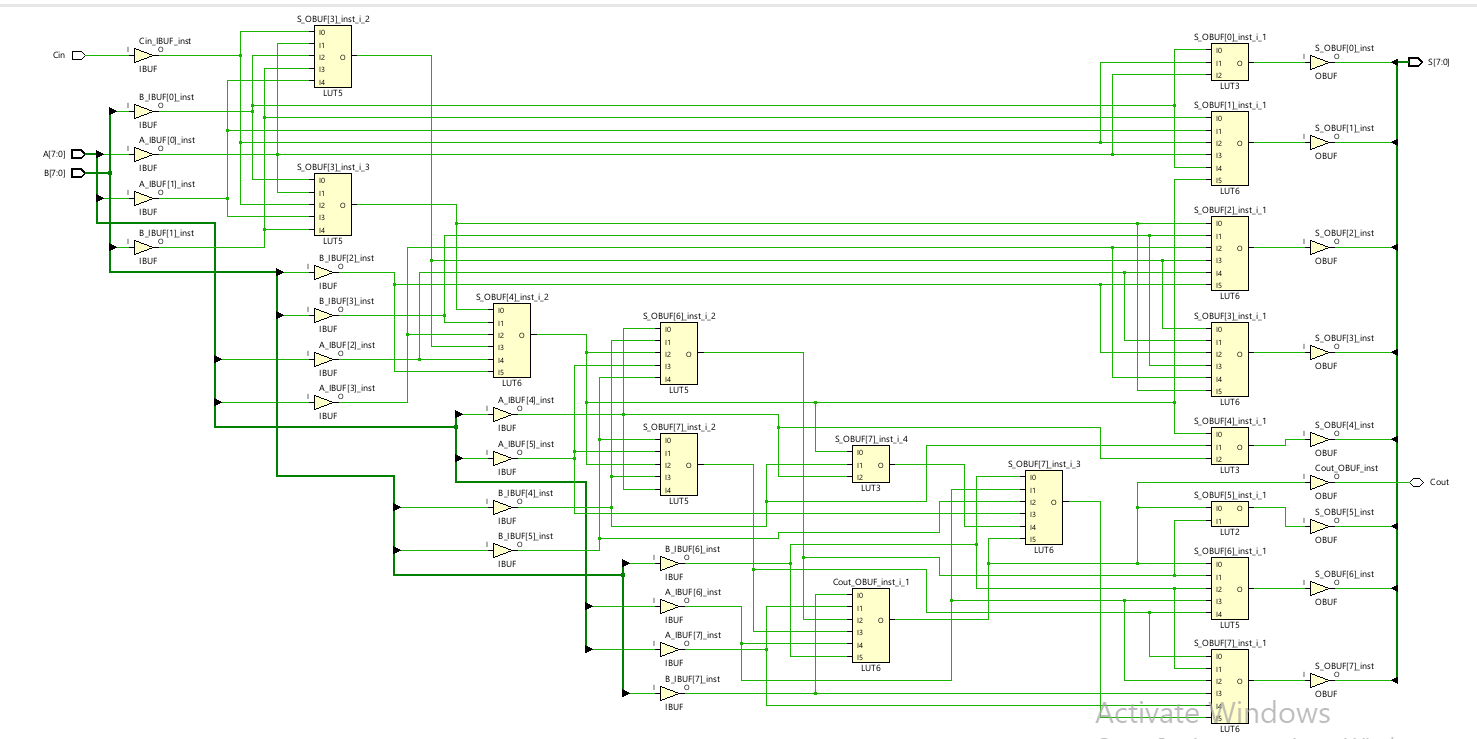 S_OBUF[3]_inst_i_2
Cin
Cin_IBUF_inst
I O
IBUF
I0
I1
I2 O
I3
I4
LUT5
B_IBUF[0]_inst
I O
IBUF
A[7:0]
B[7:0]
A_IBUF[0]_inst
I O
IBUF
A_IBUF[1]_inst
I O
IBUF
B_IBUF[1]_inst
I O
IBUF
S_OBUF[3]_inst_i_3
I0
I1
I2 O
I3
I4
LUT5
B_IBUF[2]_inst
I O
IBUF
B_IBUF[3]_inst
I O
IBUF
A_IBUF[2]_inst
I O
IBUF
A_IBUF[3]_inst
I O
IBUF
S_OBUF[4]_inst_i_2
I0
I1
I2 O
I3
I4
I5
LUT6
A_IBUF[4]_inst
I O
IBUF
A_IBUF[5]_inst
I O
IBUF
B_IBUF[4]_inst
I O
IBUF
B_IBUF[5]_inst
I O
IBUF
S_OBUF[6]_inst_i_2
I0
I1
I2 O
I3
I4
LUT5
S_OBUF[7]_inst_i_2
I0
I1
I2 O
I3
I4
LUT5
B_IBUF[6]_inst
I O
IBUF
A_IBUF[6]_inst
I O
IBUF
A_IBUF[7]_inst
I O
IBUF
B_IBUF[7]_inst
I O
IBUF
S_OBUF[7]_inst_i_4
I0
I1 O
I2
LUT3
Cout_OBUF_inst_i_1
I0
I1
I2 O
I3
I4
I5
LUT6
S_OBUF[7]_inst_i_3
I0
I1
I2 O
I3
I4
I5
LUT6
S_OBUF[0]_inst_i_1
I0
I1 O
I2
LUT3
S_OBUF[1]_inst_i_1
I0
I1
I2 O
I3
I4
I5
LUT6
S_OBUF[2]_inst_i_1
I0
I1
I2 O
I3
I4
I5
LUT6
S_OBUF[3]_inst_i_1
I0
I1
I2 O
I3
I4
I5
LUT6
S_OBUF[4]_inst_i_1
I0
I1 O
I2
LUT3
S_OBUF[5]_inst_i_1
I0 O
I1
LUT2
S_OBUF[6]_inst_i_1
I0
I1
I2 O
I3
I4
LUT5
S_OBUF[7]_inst_i_1
I0
I1
I2 O
I3
I4
I5
LUT6
S_OBUF[0]_inst
I O
OBUF
S[7:0]
S_OBUF[1]_inst
I O
OBUF
S_OBUF[2]_inst
I O
OBUF
S_OBUF[3]_inst
I O
OBUF
S_OBUF[4]_inst
I O
OBUF
Cout_OBUF_inst
I O
OBUF
Cout
S_OBUF[5]_inst
I O
OBUF
S_OBUF[6]_inst
I O
OBUF
S_OBUF[7]_inst
I O
OBUF
Activate Windows